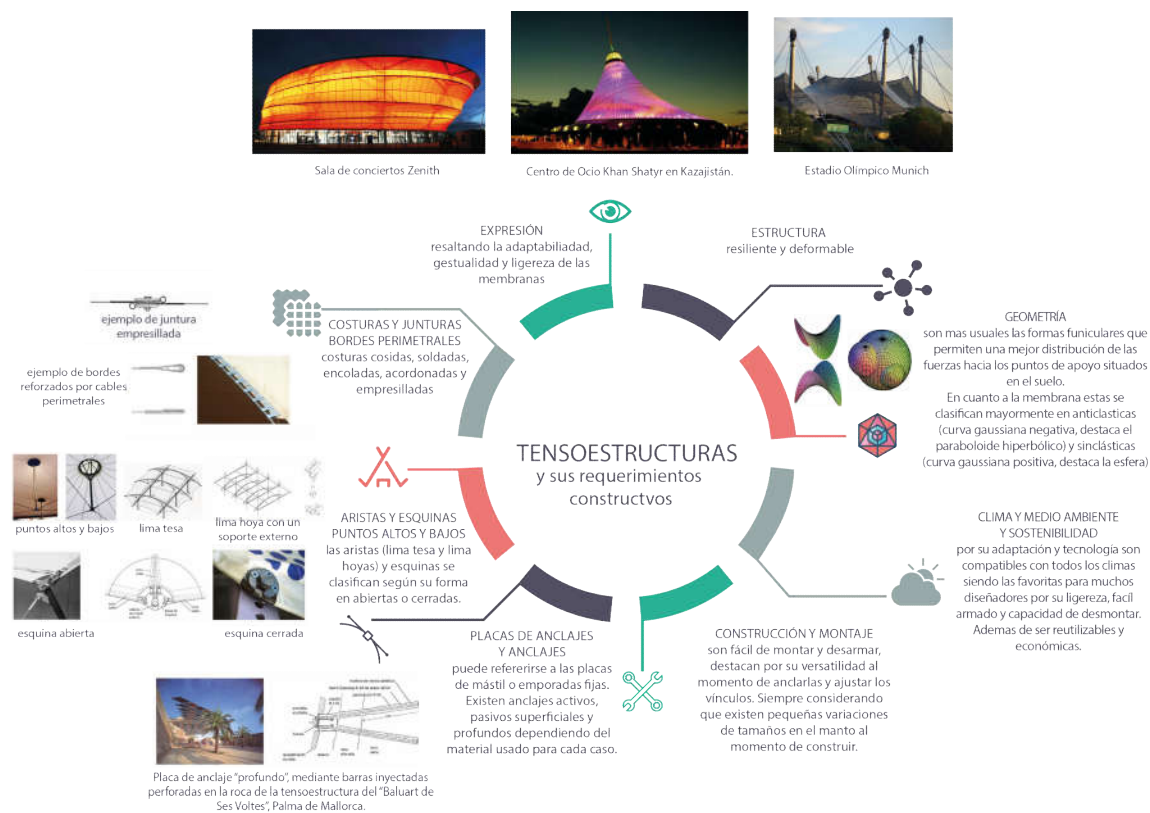 Sala de conciertos Zenith
Centro de Ocio Khan Shatyr en Kazajistán.
Estadio Olímpico Munich
EXPRESIÓN
resaltando la adaptabiliadad,
gestualidad y ligereza de las
membranas
ESTRUCTURA
resiliente y deformable
GEOMETRÍA
son mas usuales las formas funiculares que
permiten una mejor distribución de las
fuerzas hacia los puntos de apoyo situados
en el suelo.
En cuanto a la membrana estas se
clasifican mayormente en anticlasticas
(curva gaussiana negativa, destaca el
paraboloide hiperbólico) y sinclásticas
(curva gaussiana positiva, destaca la esfera)
COSTURAS Y JUNTURAS
BORDES PERIMETRALES
costuras cosidas, soldadas,
encoladas, acordonadas y
empresilladas
ejemplo de juntura
empresillada
ejemplo de bordes
reforzados por cables
perimetrales
TENSOESTRUCTURAS
y sus requerimientos
constructvos
puntos altos y bajos
lima tesa
lima hoya con un
soporte externo
esquina abierta
esquina cerrada
ARISTAS Y ESQUINAS
PUNTOS ALTOS Y BAJOS
las aristas (lima tesa y lima
hoyas) y esquinas se
clasifican según su forma
en abiertas o cerradas.
CLIMA Y MEDIO AMBIENTE
Y SOSTENIBILIDAD
por su adaptación y tecnología son
compatibles con todos los climas
siendo las favoritas para muchos
diseñadores por su ligereza, facíl
armado y capacidad de desmontar.
Ademas de ser reutilizables y
económicas.
PLACAS DE ANCLAJES
Y ANCLAJES
puede refererirse a las placas
de mástil o emporadas fijas.
Existen anclajes activos,
pasivos superficiales y
profundos dependiendo del
material usado para cada caso.
CONSTRUCCIÓN Y MONTAJE
son fácil de montar y desarmar,
destacan por su versatilidad al
momento de anclarlas y ajustar los
vínculos. Siempre considerando
que existen pequeñas variaciones
de tamaños en el manto al
momento de construir.
Placa de anclaje "profundo", mediante barras inyectadas
perforadas en la roca de la tensoestructura del "Baluart de
Ses Voltes", Palma de Mallorca.